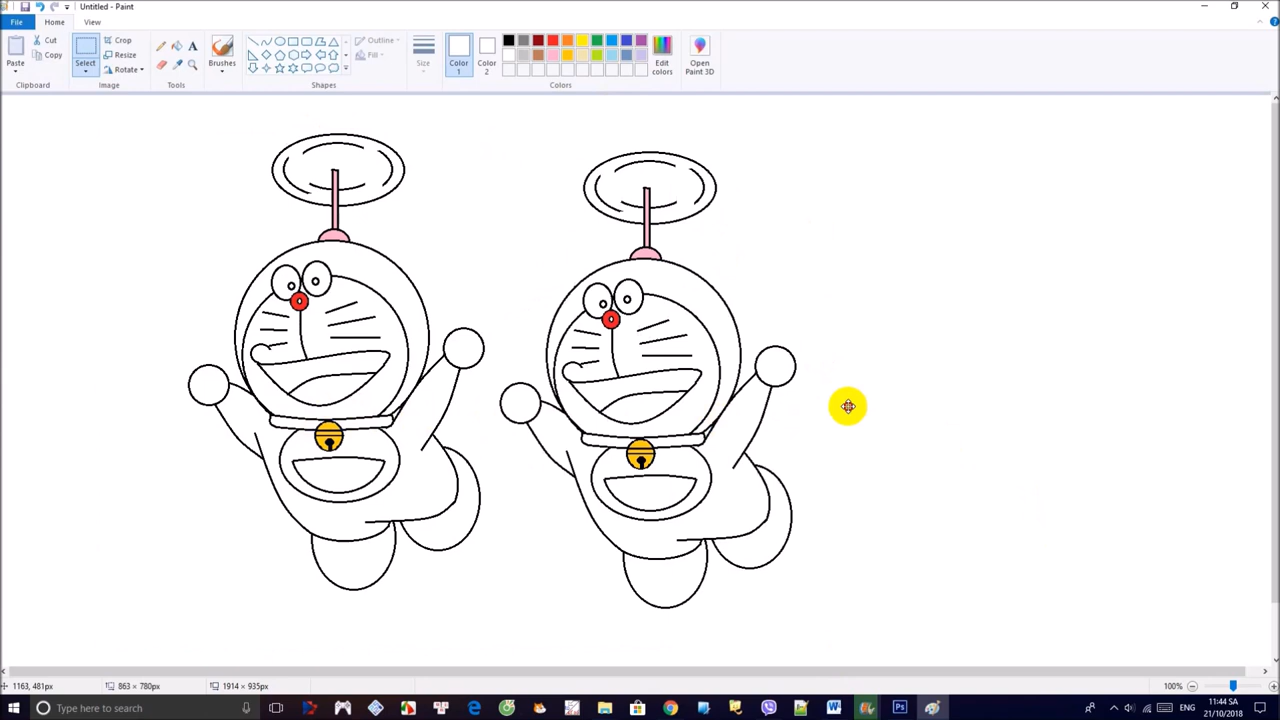 Untitled - Paint
File
Home
View
Cut
Copy
Paste
Clipboard
Crop
Resize
Rotate
Select
Image
A
Tools
Brushes
Outline
Fill
Shapes
Size
Color
1
Color
2
Edit
colors
Colors
Open
Paint 3D
1163, 481px
863 × 780px
1914 × 935px
100%
Type here to search
W
Ps
ENG
11:44 SA
21/10/2018